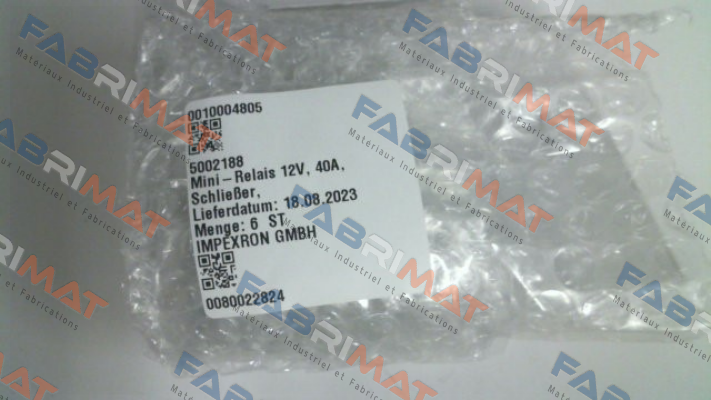 0010004805
5002188
Mini-Relais 12V, 40A,
Schließer,
Lieferdatum: 18.08.2023
Menge: 6 ST
IMPEXRON GMBH
0080022824
FABRIMAT
Matériaux Industriel et Fabrications